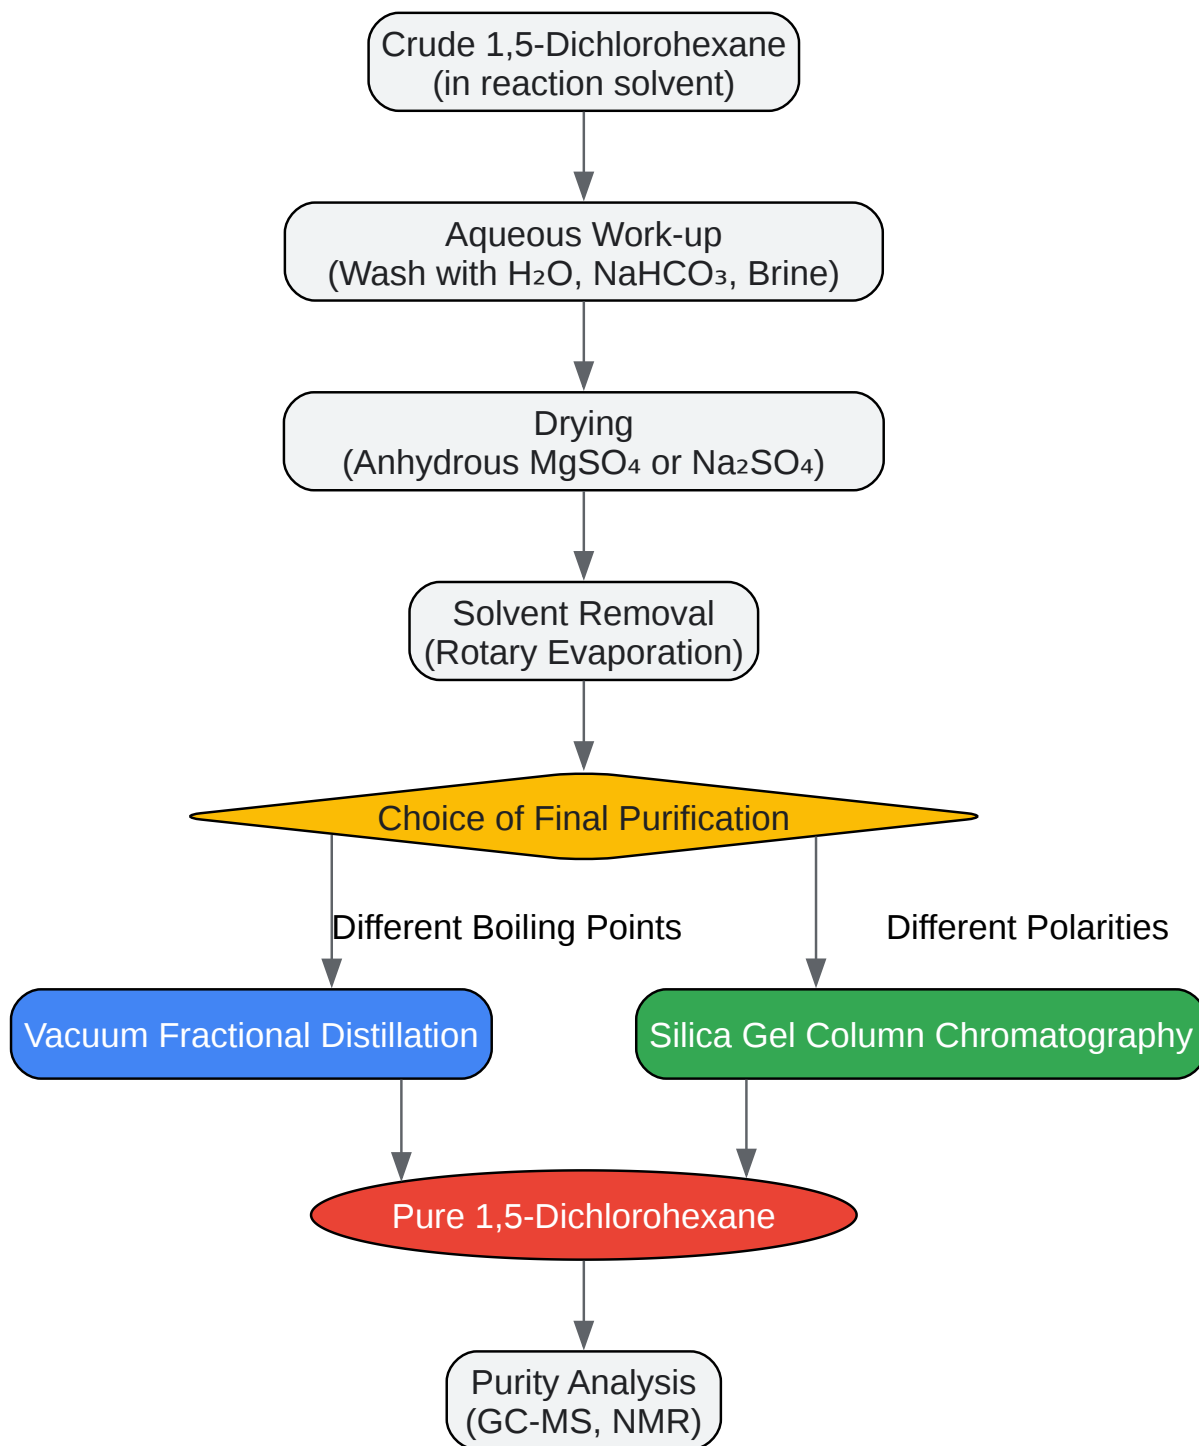 Crude 1,5-Dichlorohexane
(in reaction solvent)
Aqueous Work-up
(Wash with H₂O, NaHCO₃, Brine)
Drying
(Anhydrous MgSO₄ or Na₂SO₄)
Solvent Removal
(Rotary Evaporation)
Choice of Final Purification
Different Boiling Points
Different Polarities
Vacuum Fractional Distillation
Silica Gel Column Chromatography
Pure 1,5-Dichlorohexane
Purity Analysis
(GC-MS, NMR)